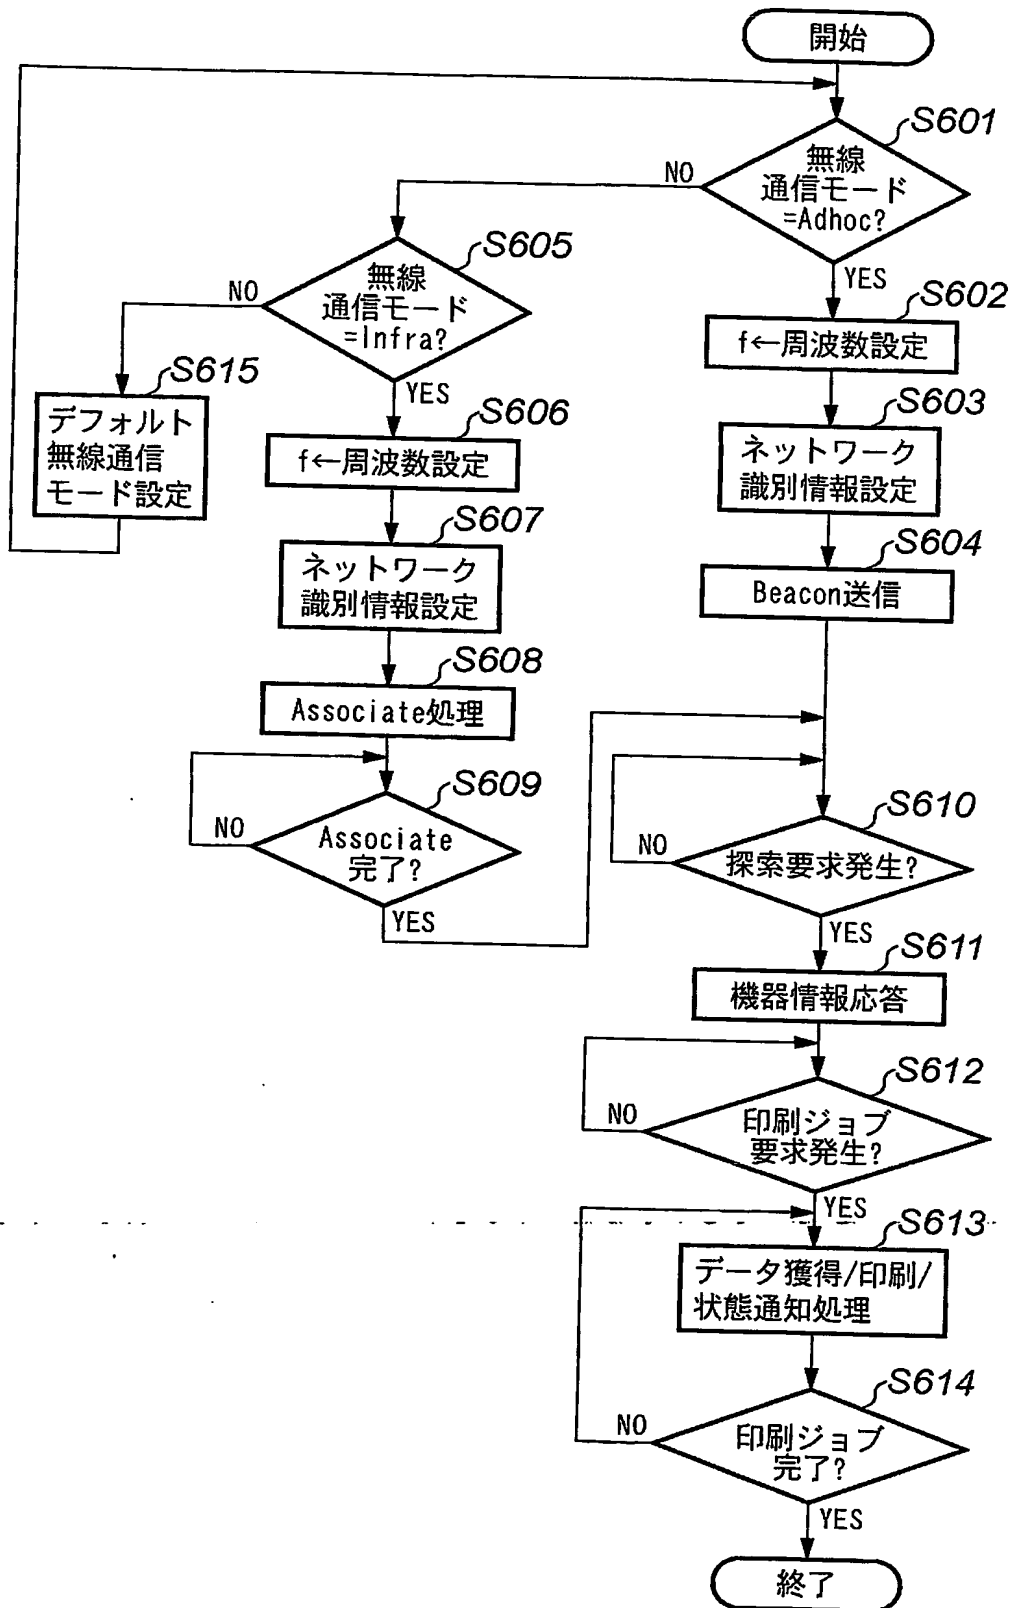 開始
S601
無線
通信モード
=Adhoc?
NO
YES
S605
無線
通信モード
=Infra?
NO
YES
S602
f←周波数設定
S615
デフォルト
無線通信
モード設定
S606
f←周波数設定
S603
ネットワーク
識別情報設定
S607
ネットワーク
識別情報設定
S604
Beacon送信
S608
Associate処理
S609
Associate
完了?
NO
YES
S610
探索要求発生?
NO
YES
S611
機器情報応答
S612
印刷ジョブ
要求発生?
NO
YES
S613
データ獲得/印刷/
状態通知処理
S614
印刷ジョブ
完了?
NO
YES
終了